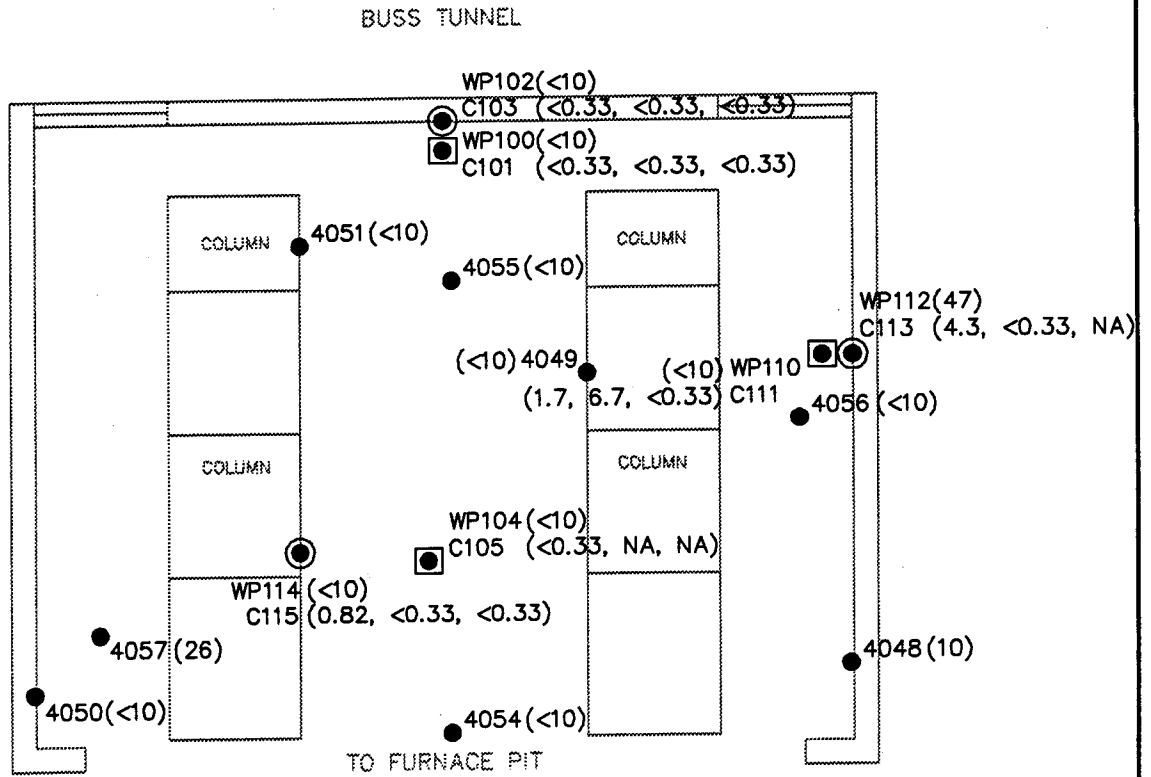 BUSS TUNNEL
WP102(<10)
C103 (<0.33, <0.33, <0.33)
WP100(<10)
C101 (<0.33, <0.33, <0.33)
COLUMN
4051(<10)
COLUMN
4055(<10)
WP112(47)
C113 (4.3, <0.33, NA)
(<10) 4049
(<10) WP110
(1.7, 6.7, <0.33) C111
4056(<10)
COLUMN
COLUMN
WP104(<10)
C105 (<0.33, NA, NA)
WP114(<10)
C115(0.82, <0.33, <0.33)
4057(26)
4048(10)
4050(<10)
4054(<10)
TO FURNACE PIT